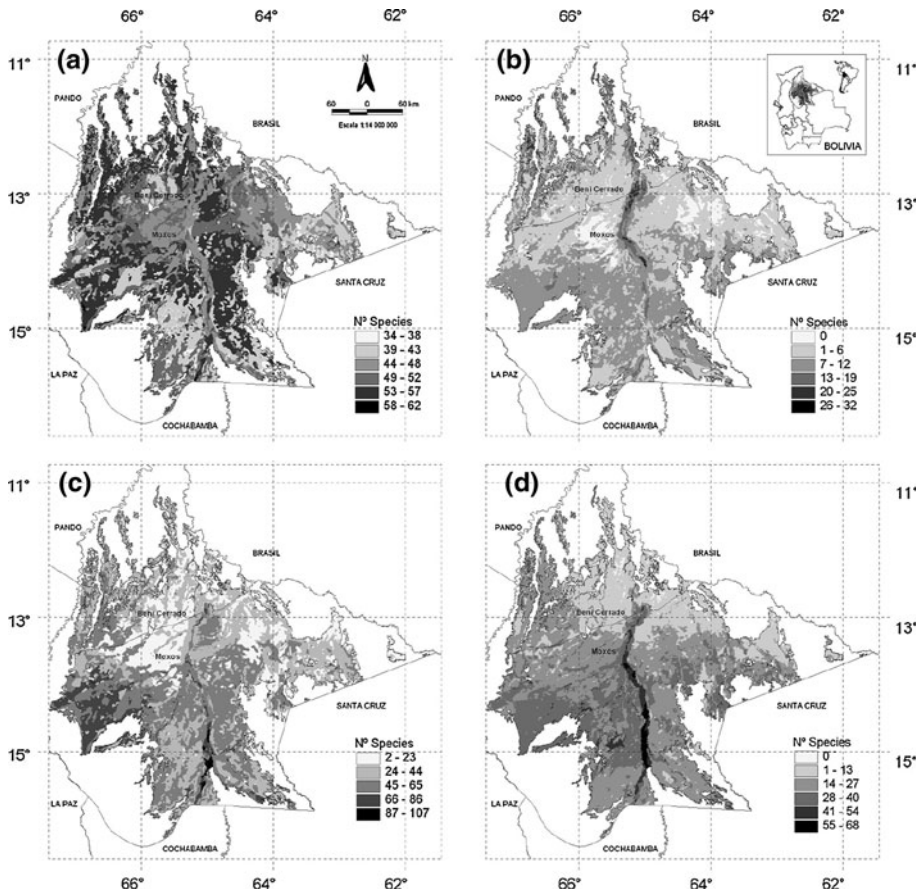 66° 64° 62°
66° 64° 62°
(a)
N
60 0 60 km
Escala 1:14 000 000
11°
13°
15°
PANDO
BRASIL
Beni Cerrado
Moxos
SANTA CRUZ
LA PAZ
COCHABAMBA
Nº Species
34 - 38
39 - 43
44 - 48
49 - 52
53 - 57
58 - 62
(b)
BOLIVIA
11°
13°
15°
PANDO
BRASIL
Beni Cerrado
Moxos
SANTA CRUZ
LA PAZ
COCHABAMBA
Nº Species
0
1 - 6
7 - 12
13 - 19
20 - 25
26 - 32
(c)
11°
13°
15°
PANDO
BRASIL
Beni Cerrado
Moxos
SANTA CRUZ
LA PAZ
COCHABAMBA
Nº Species
2 - 23
24 - 44
45 - 65
66 - 86
87 - 107
(d)
11°
13°
15°
PANDO
BRASIL
Beni Cerrado
Moxos
SANTA CRUZ
LA PAZ
COCHABAMBA
Nº Species
0
1 - 13
14 - 27
28 - 40
41 - 54
55 - 68
66° 64° 62°
66° 64° 62°